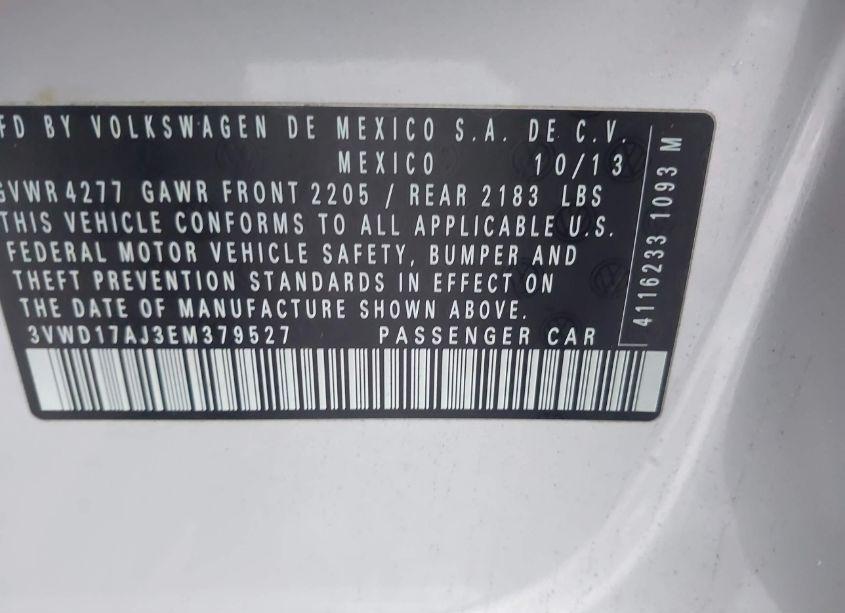 FD BY VOLKSWAGEN DE MEXICO S.A. DE C.V.
MEXICO 10/13
GVWR 4277 GAWR FRONT 2205 / REAR 2183 LBS
THIS VEHICLE CONFORMS TO ALL APPLICABLE U.S.
FEDERAL MOTOR VEHICLE SAFETY, BUMPER AND
THEFT PREVENTION STANDARDS IN EFFECT ON
THE DATE OF MANUFACTURE SHOWN ABOVE.
3VWD17AJ3EM379527 PASSENGER CAR
4116233 1093 M